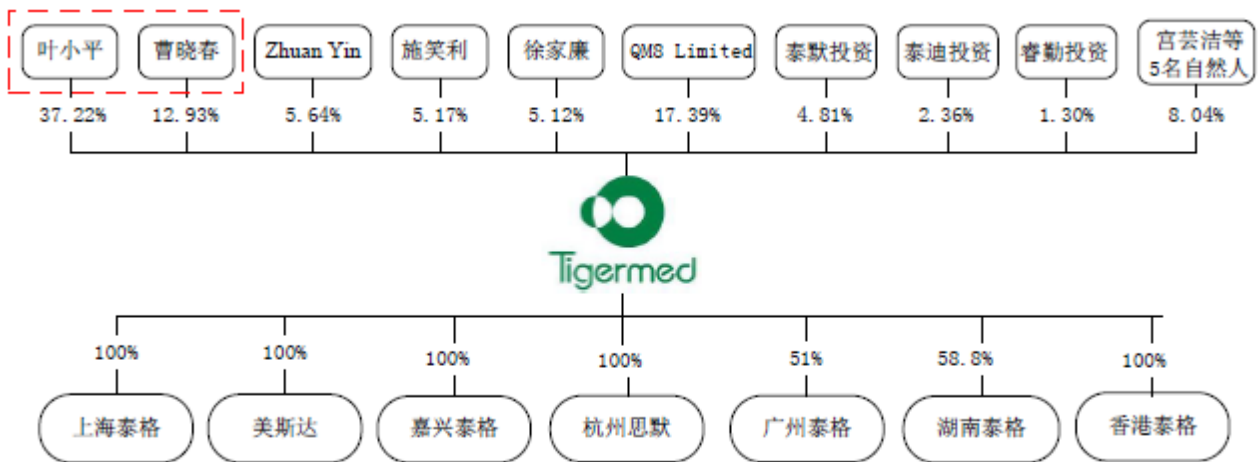 叶小平 曹晓春 Zhuan Yin 施笑利 徐家廉 QM8 Limited 泰默投资 泰迪投资 睿勤投资 宫芸洁等
5名自然人
37.22% 12.93% 5.64% 5.17% 5.12% 17.39% 4.81% 2.36% 1.30% 8.04%
Tigermed
100% 100% 100% 100% 51% 58.8% 100%
上海泰格 美斯达 嘉兴泰格 杭州思默 广州泰格 湖南泰格 香港泰格